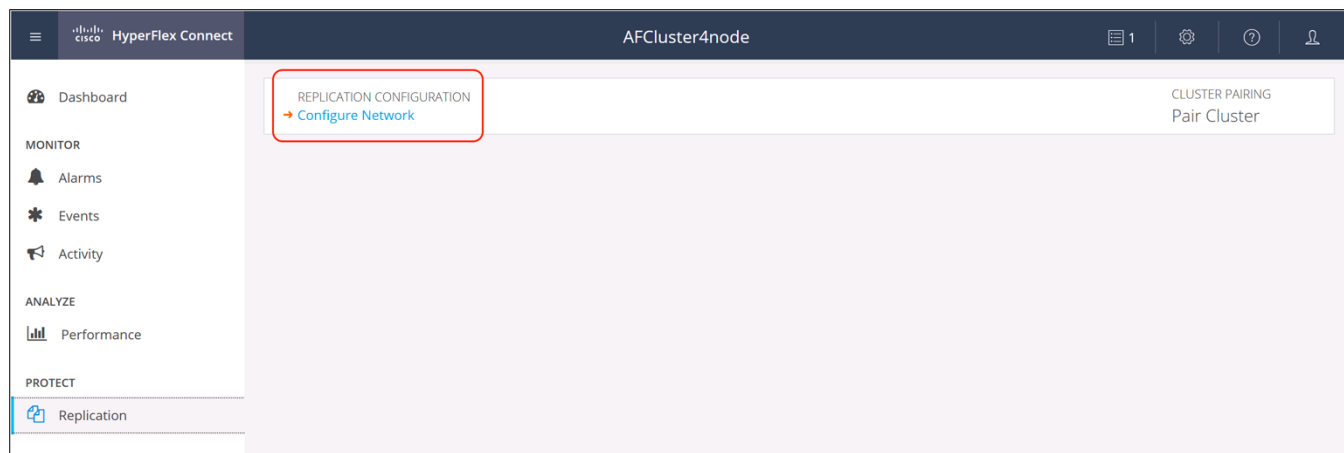 CISCO HyperFlex Connect
AFCluster4node
1
Dashboard
REPLICATION CONFIGURATION
Configure Network
CLUSTER PAIRING
Pair Cluster
MONITOR
Alarms
Events
Activity
ANALYZE
Performance
PROTECT
Replication